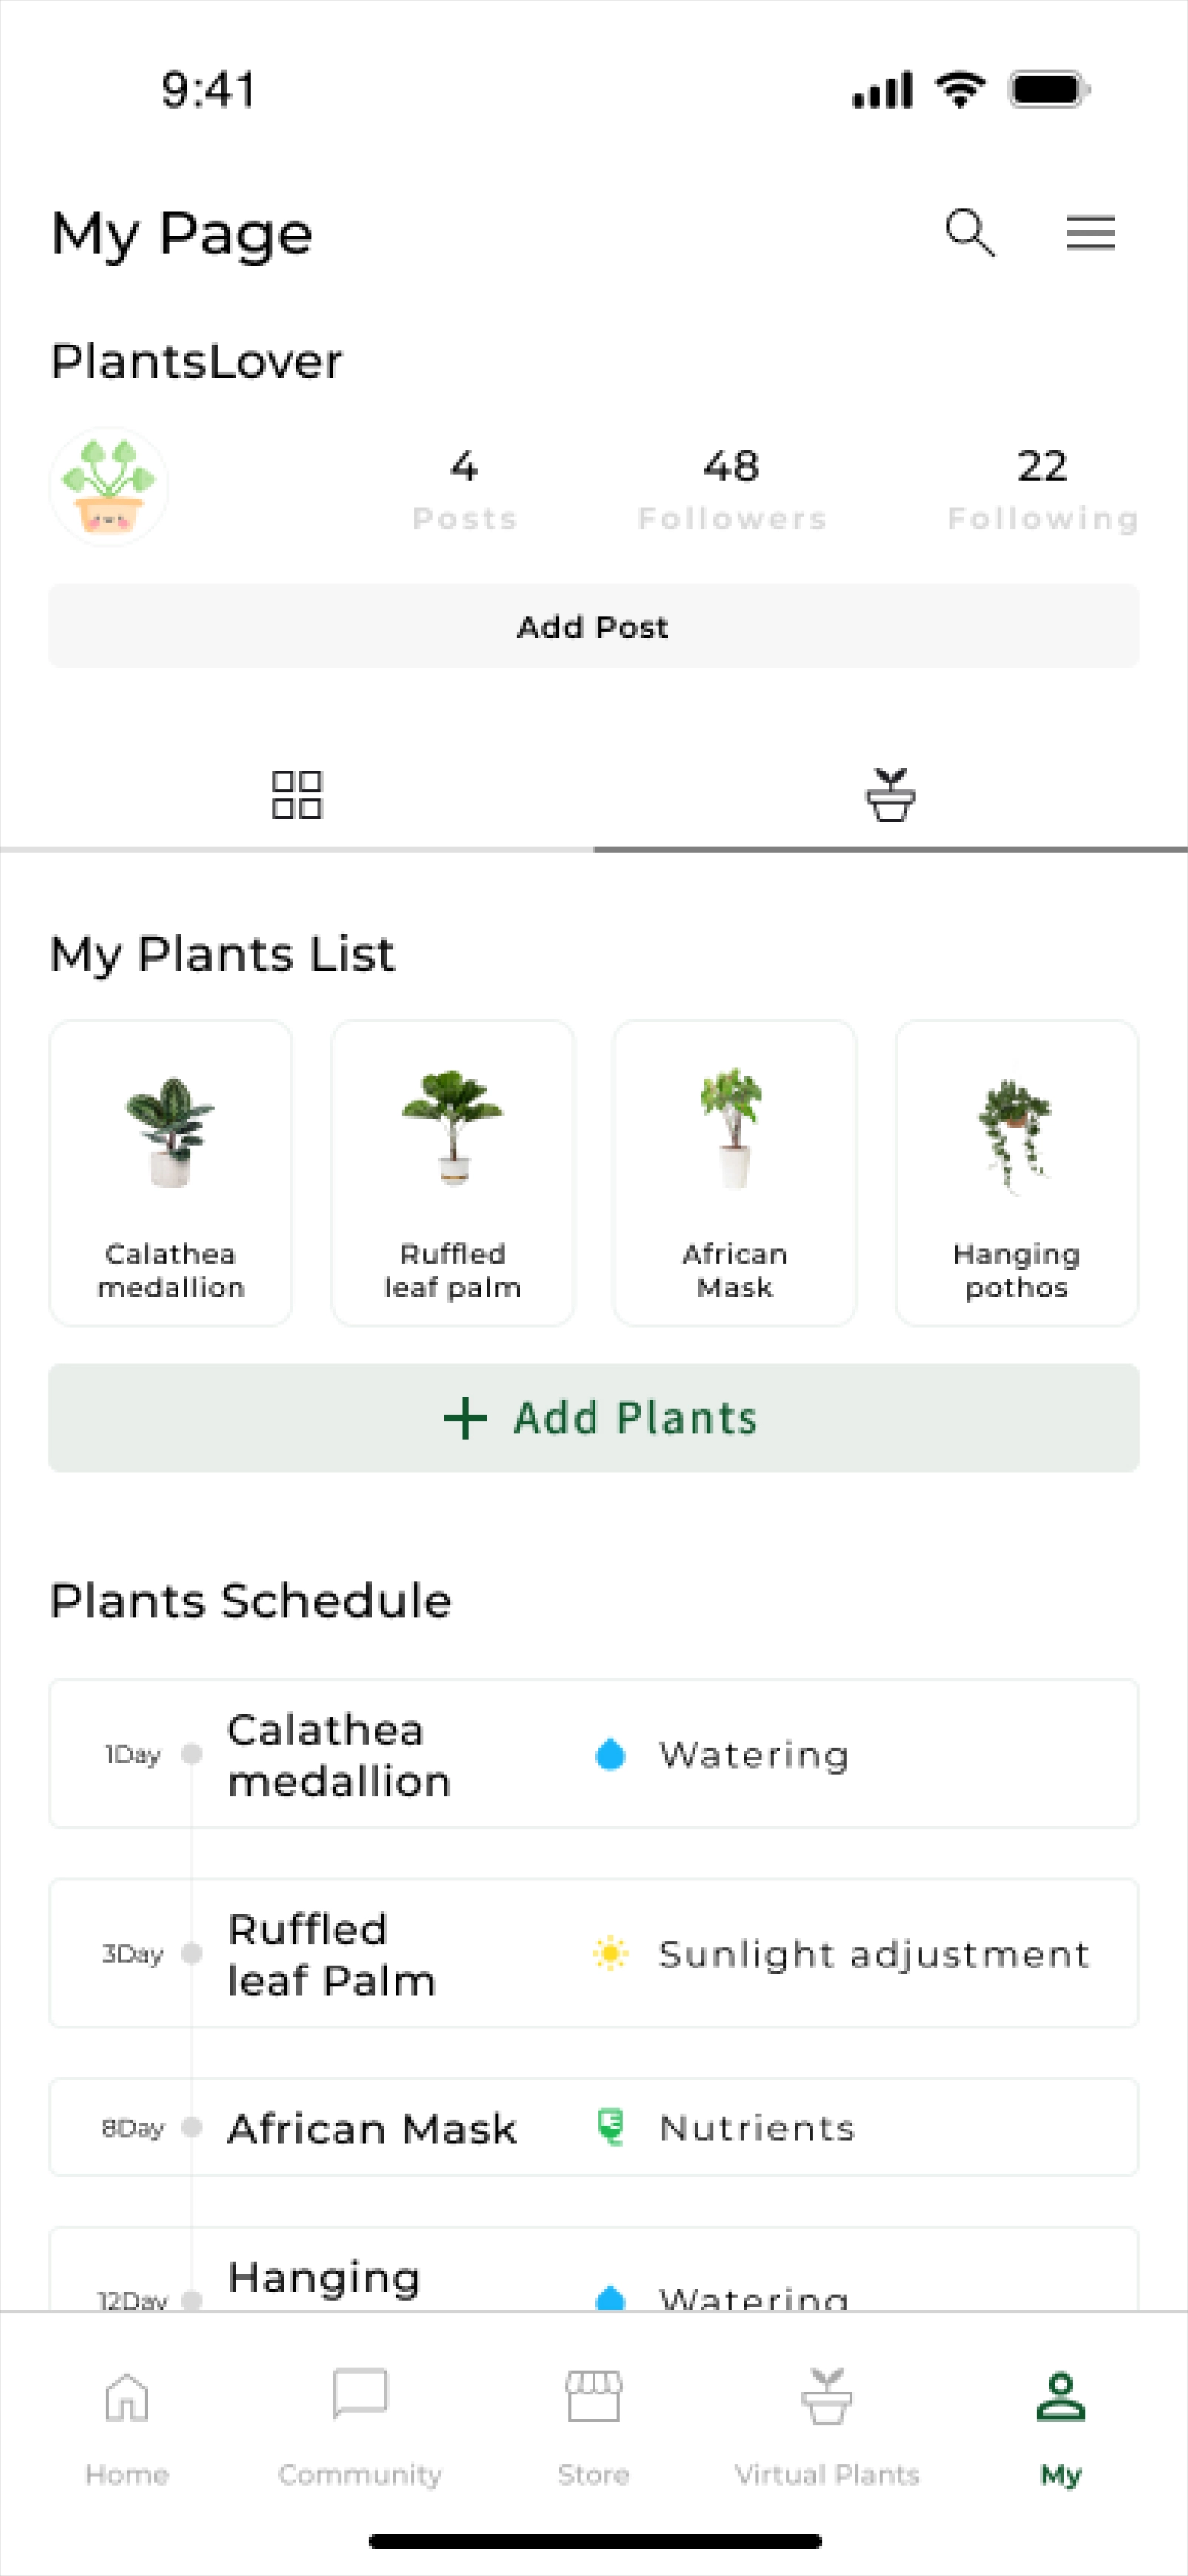 9:41
My Page
PlantsLover
4
48
22
Posts
Followers
Following
Add Post
My Plants List
Calathea
medallion
Ruffled
leaf palm
African
Mask
Hanging
pothos
Add Plants
Plants Schedule
1Day
Calathea
medallion
Watering
3Day
Ruffled
leaf Palm
Sunlight adjustment
8Day
African Mask
Nutrients
12Day
Hanging
Watering
Home
Community
Store
Virtual Plants
My